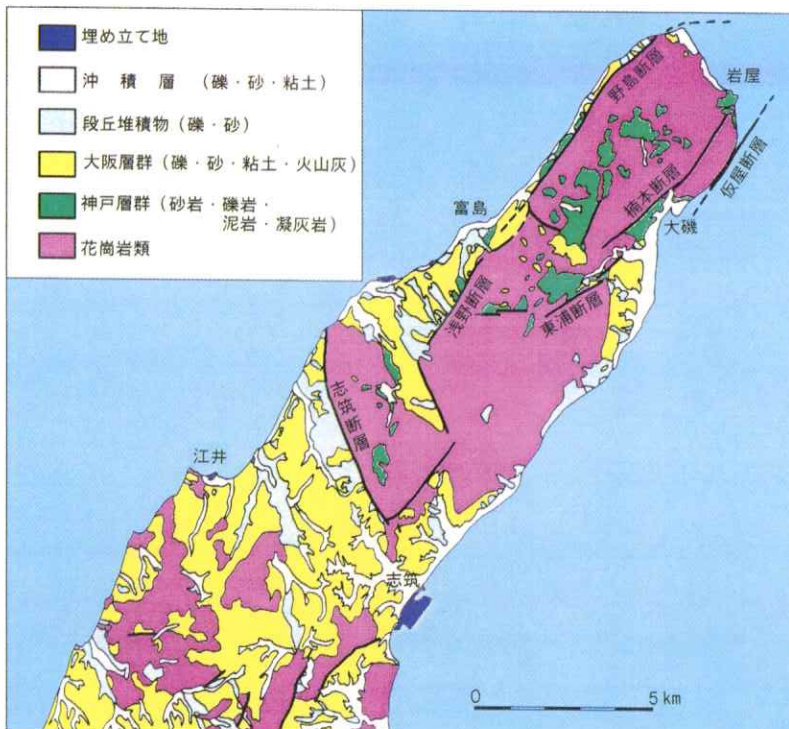 埋め立て地
沖積層（礫・砂・粘土）
段丘堆積物（礫・砂）
大阪層群（礫・砂・粘土・火山灰）
神戸層群（砂岩・礫岩・
泥岩・凝灰岩）
花崗岩類
岩屋
野島断層
仮屋断層
楠本断層
大磯
富島
浅野断層
東浦断層
志筑断層
江井
志筑
0 5km